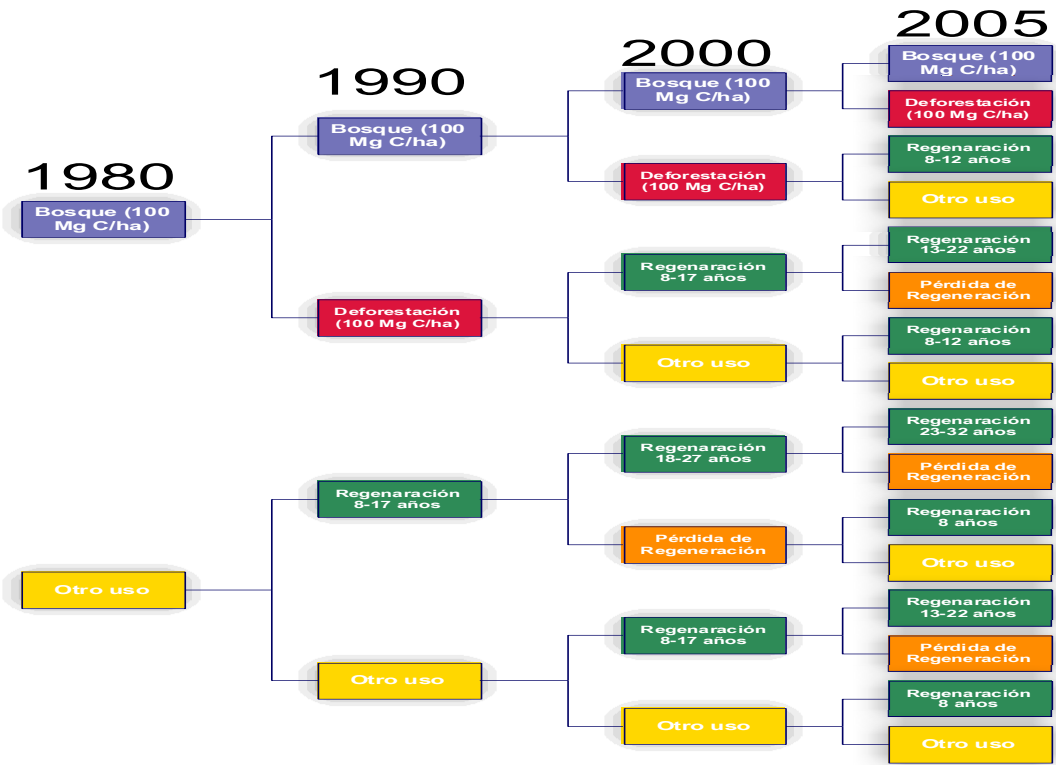 1980
Bosque (100
Mg C/ha)
Otro uso
1990
Bosque (100
Mg C/ha)
Deforestación
(100 Mg C/ha)
Regenaración
8-17 años
Otro uso
2000
Bosque (100
Mg C/ha)
Deforestación
(100 Mg C/ha)
Regenaración
8-17 años
Otro uso
Regenaración
18-27 años
Pérdida de
Regeneración
Regenaración
8-17 años
Otro uso
2005
Bosque (100
Mg C/ha)
Deforestación
(100 Mg C/ha)
Regenaración
8-12 años
Otro uso
Regenaración
13-22 años
Pérdida de
Regeneración
Regenaración
8-12 años
Otro uso
Regenaración
23-32 años
Pérdida de
Regeneración
Regenaración
8 años
Otro uso
Regenaración
13-22 años
Pérdida de
Regeneración
Regenaración
8 años
Otro uso